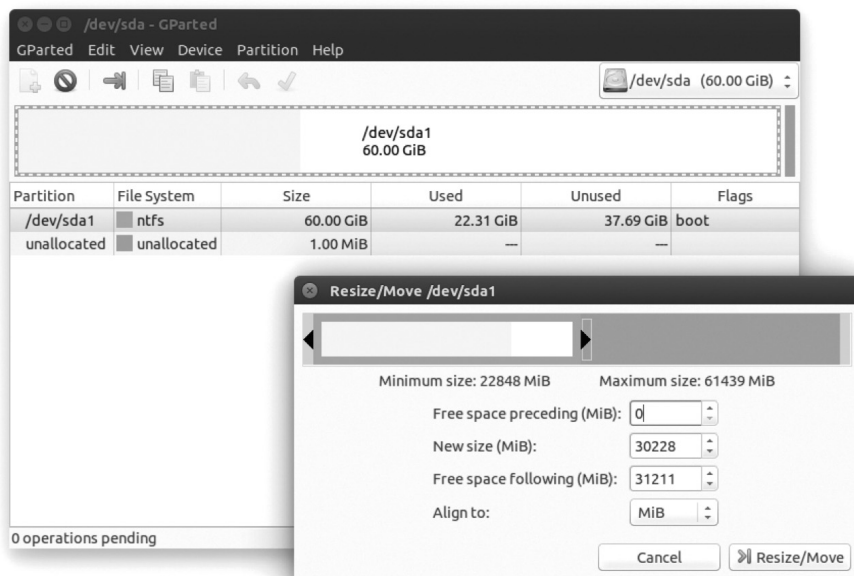 /dev/sda - GParted
GParted Edit View Device Partition Help
/dev/sda (60.00 GiB)
/dev/sda1
60.00 GiB
Partition File System Size Used Unused Flags
/dev/sda1 ntfs 60.00 GiB 22.31 GiB 37.69 GiB boot
unallocated unallocated 1.00 MiB --- ---
Resize/Move /dev/sda1
Minimum size: 22848 MiB Maximum size: 61439 MiB
Free space preceding (MiB): 0
New size (MiB): 30228
Free space following (MiB): 31211
Align to: MiB
0 operations pending
Cancel Resize/Move